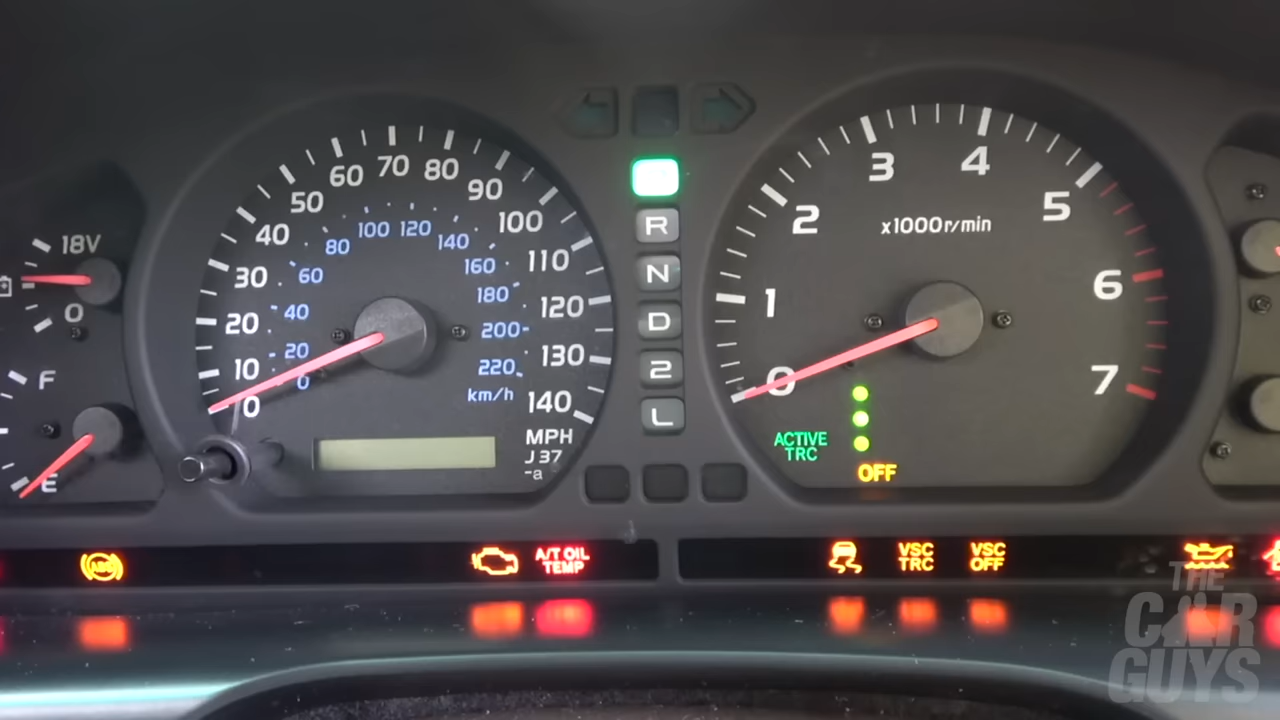 18V
0
F
E
0
10
20
30
40
50
60
70
80
90
100
110
120
130
140
0
20
40
60
80
100
120
140
160
180
200
220
km/h
MPH
J 37
-a
R
N
D
2
L
0
1
2
3
4
5
6
7
x1000r/min
ACTIVE
TRC
OFF
ABS
A/T OIL
TEMP
VSC
TRC
VSC
OFF
THE
CAR
GUYS